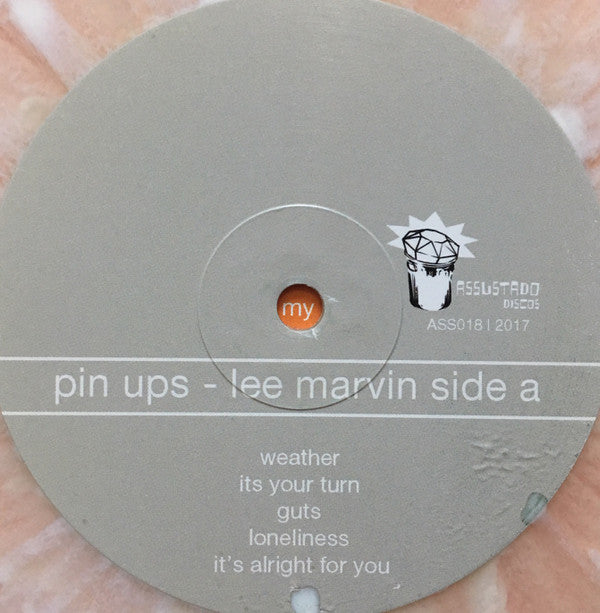 my
ASSUSTADO
DISCOS
ASS018 | 2017
pin ups - lee marvin side a
weather
its your turn
guts
loneliness
it's alright for you